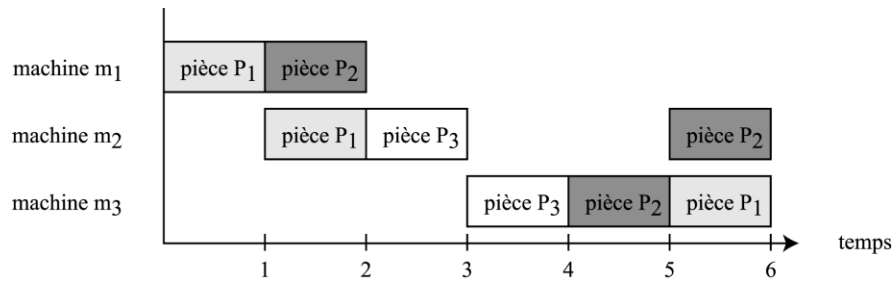 machine m1 pièce P1 pièce P2
machine m2 pièce P1 pièce P3 pièce P2
machine m3 pièce P3 pièce P2 pièce P1
temps
1 2 3 4 5 6